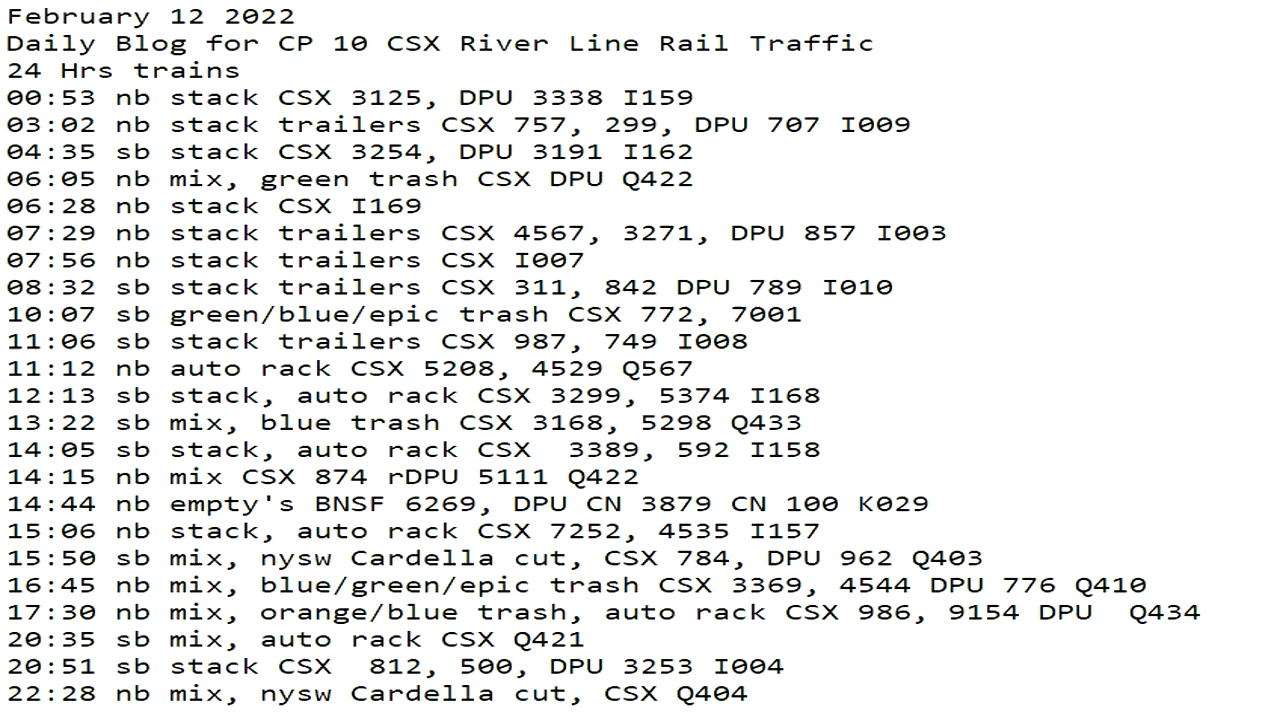 February 12 2022
Daily Blog for CP 10 CSX River Line Rail Traffic
24 Hrs trains
00:53 nb stack CSX 3125, DPU 3338 I159
03:02 nb stack trailers CSX 757, 299, DPU 707 I009
04:35 sb stack CSX 3254, DPU 3191 I162
06:05 nb mix, green trash CSX DPU Q422
06:28 nb stack CSX I169
07:29 nb stack trailers CSX 4567, 3271, DPU 857 I003
07:56 nb stack trailers CSX I007
08:32 sb stack trailers CSX 311, 842 DPU 789 I010
10:07 sb green/blue/epic trash CSX 772, 7001
11:06 sb stack trailers CSX 987, 749 I008
11:12 nb auto rack CSX 5208, 4529 Q567
12:13 sb stack, auto rack CSX 3299, 5374 I168
13:22 sb mix, blue trash CSX 3168, 5298 Q433
14:05 sb stack, auto rack CSX  3389, 592 I158
14:15 nb mix CSX 874 rDPU 5111 Q422
14:44 nb empty's BNSF 6269, DPU CN 3879 CN 100 K029
15:06 nb stack, auto rack CSX 7252, 4535 I157
15:50 sb mix, nysw Cardella cut, CSX 784, DPU 962 Q403
16:45 nb mix, blue/green/epic trash CSX 3369, 4544 DPU 776 Q410
17:30 nb mix, orange/blue trash, auto rack CSX 986, 9154 DPU  Q434
20:35 sb mix, auto rack CSX Q421
20:51 sb stack CSX  812, 500, DPU 3253 I004
22:28 nb mix, nysw Cardella cut, CSX Q404